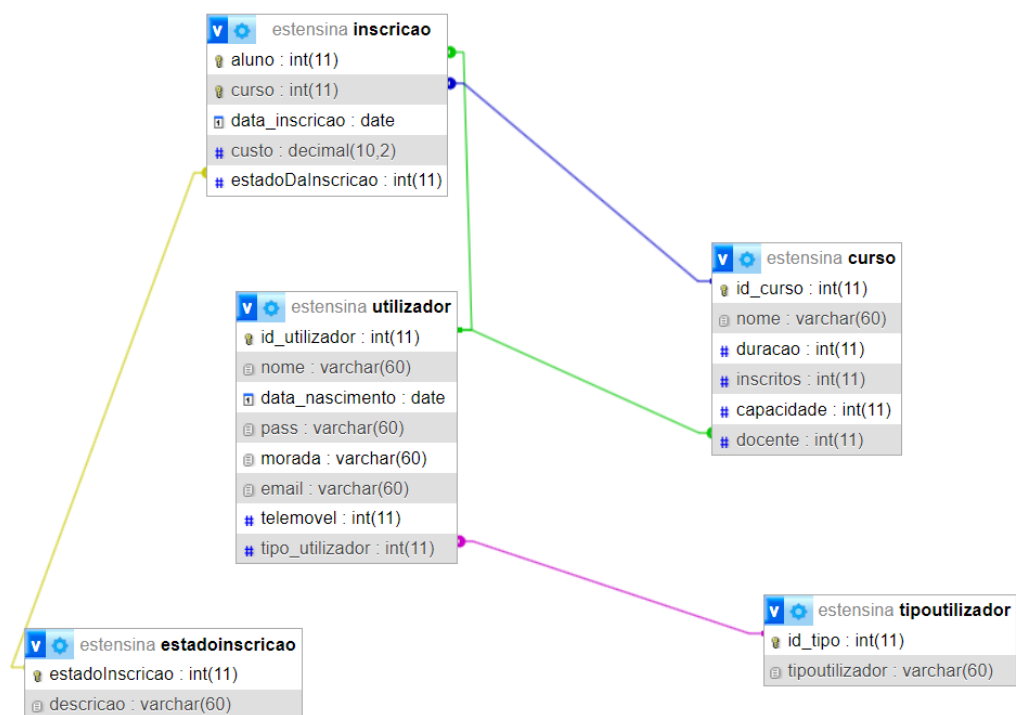 estensina inscricao
aluno : int(11)
curso : int(11)
data_inscricao : date
custo : decimal(10,2)
estadoDaInscricao : int(11)
estensina curso
id_curso : int(11)
nome : varchar(60)
duracao : int(11)
inscritos : int(11)
capacidade : int(11)
docente : int(11)
estensina utilizador
id_utilizador : int(11)
nome : varchar(60)
data_nascimento : date
pass : varchar(60)
morada : varchar(60)
email : varchar(60)
telemovel : int(11)
tipo_utilizador : int(11)
estensina tipoutilizador
id_tipo : int(11)
tipoutilizador : varchar(60)
estensina estadoinscricao
estadoInscricao : int(11)
descricao : varchar(60)